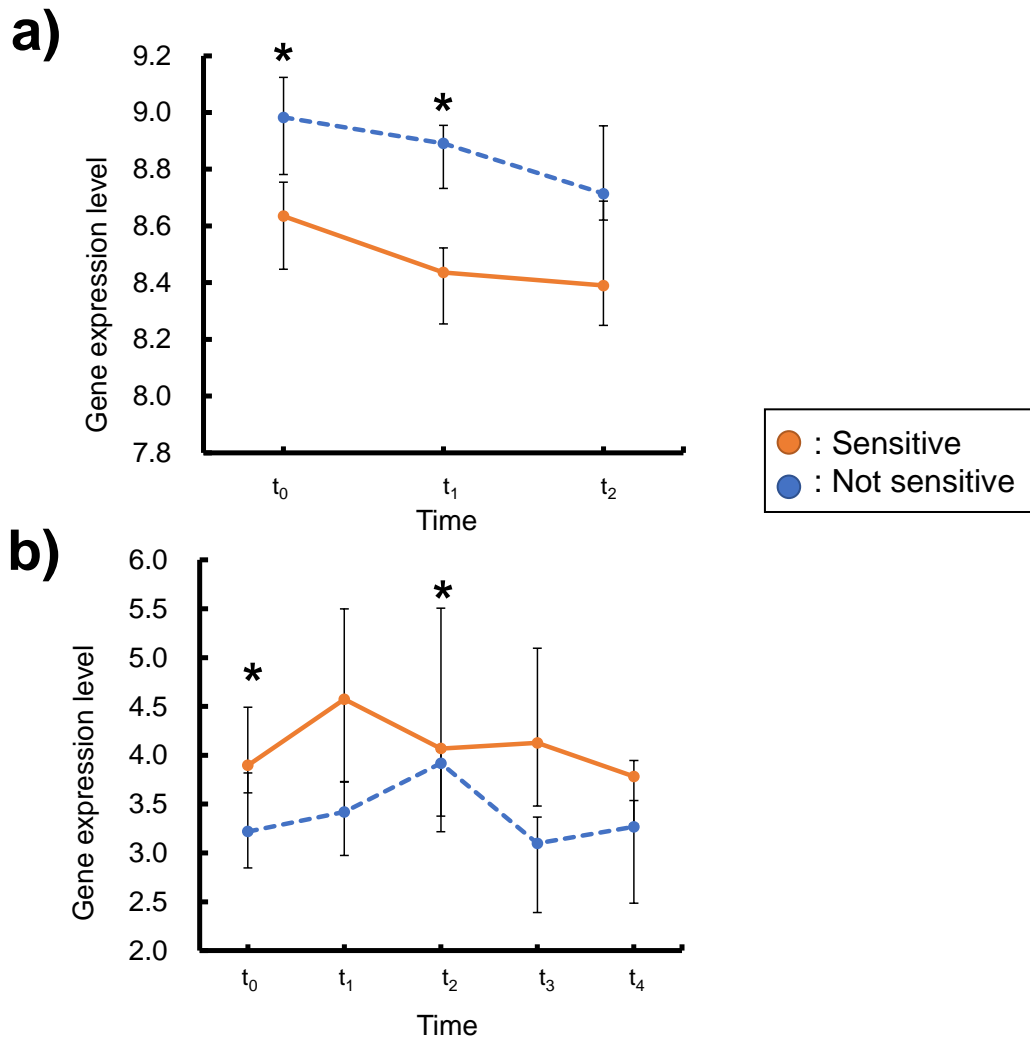 a)
*
*
9.2
9.0
8.8
8.6
8.4
8.2
8.0
7.8
Gene expression level
t₀ t₁ t₂
Time
: Sensitive
: Not sensitive
b)
*
*
6.0
5.5
5.0
4.5
4.0
3.5
3.0
2.5
2.0
Gene expression level
t₀ t₁ t₂ t₃ t₄
Time